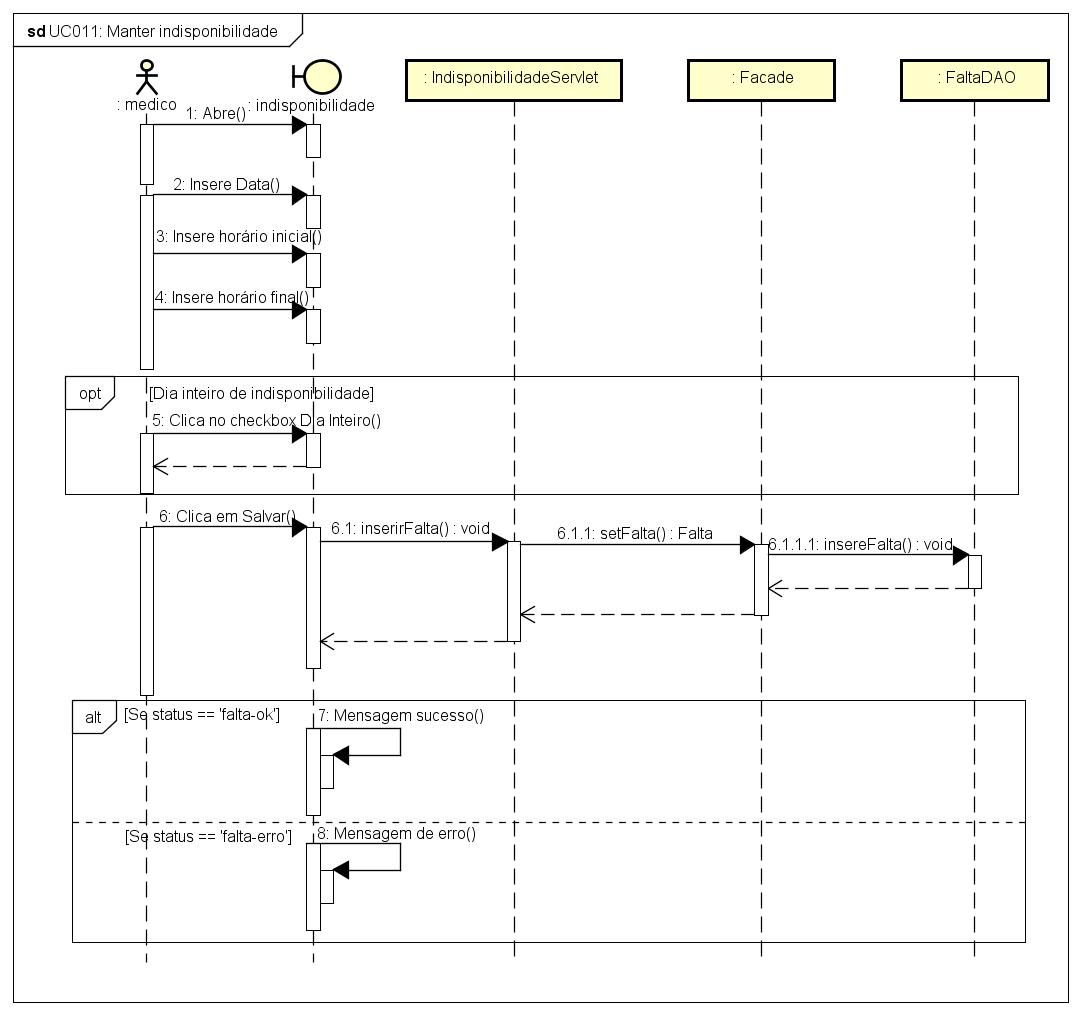 sd UC011: Manter indisponibilidade
: medico
: indisponibilidade
: IndisponibilidadeServlet
: Facade
: FaltaDAO
1: Abre()
2: Insere Data()
3: Insere horário inicial()
4: Insere horário final()
opt
[Dia inteiro de indisponibilidade]
5: Clica no checkbox Dia Inteiro()
6: Clica em Salvar()
6.1: inserirFalta() : void
6.1.1: setFalta() : Falta
6.1.1.1: insereFalta() : void
alt
[Se status == 'falta-ok']
7: Mensagem sucesso()
[Se status == 'falta-erro']
8: Mensagem de erro()